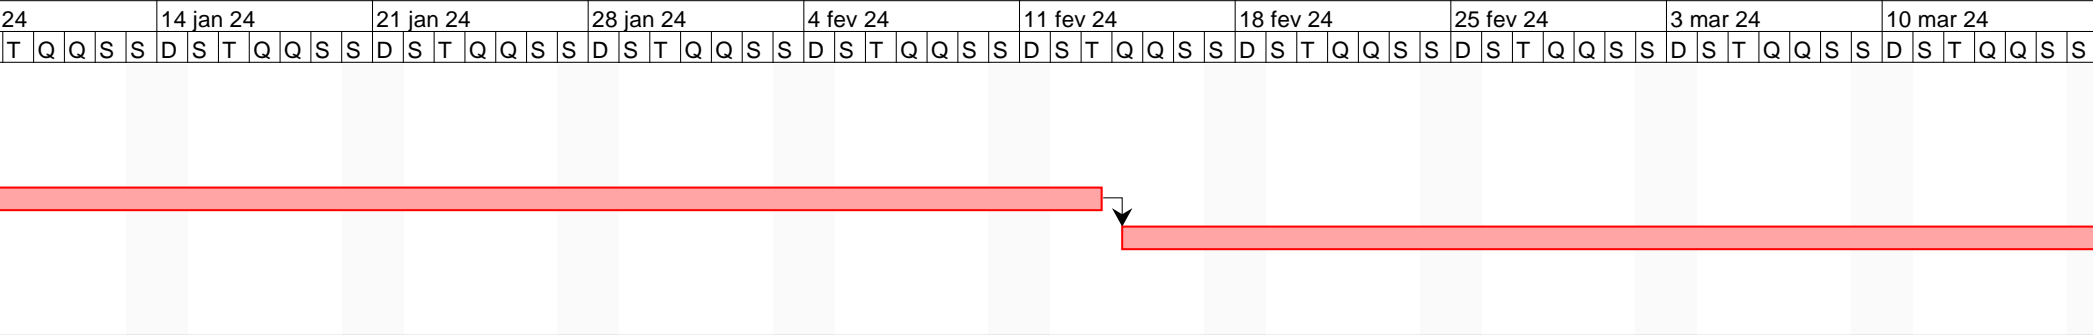 24 14 jan 24 21 jan 24 28 jan 24 4 fev 24 11 fev 24 18 fev 24 25 fev 24 3 mar 24 10 mar 24
T Q Q S S D S T Q Q S S D S T Q Q S S D S T Q Q S S D S T Q Q S S D S T Q Q S S D S T Q Q S S D S T Q Q S S D S T Q Q S S D S T Q Q S S